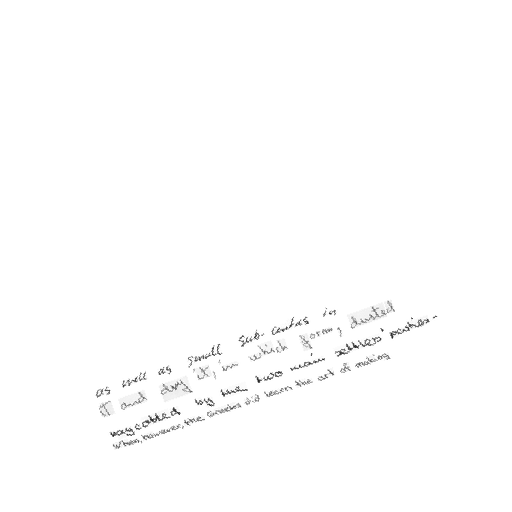 as well as small sub-centres in
it and dry it, in which form, dusted
by the two main settlers' parties-
When, however, the Greeks did learn the art of making